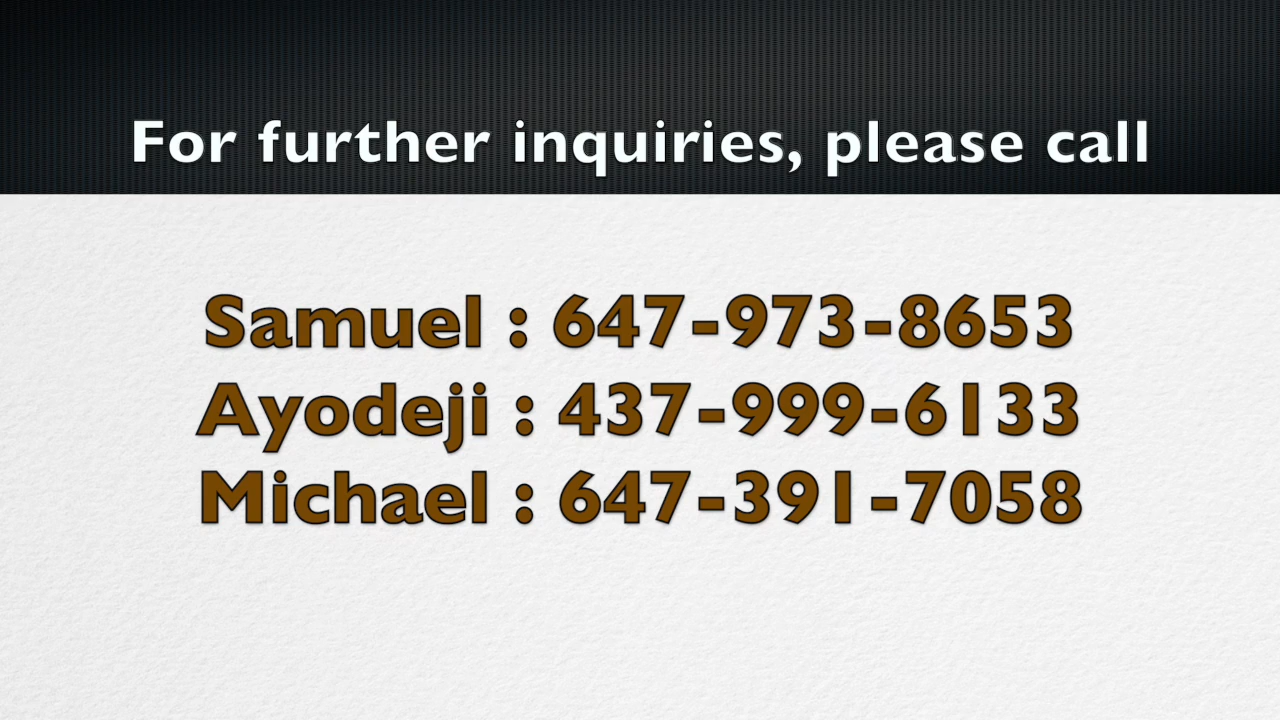 For further inquiries, please call
Samuel : 647-973-8653
Ayodeji : 437-999-6133
Michael : 647-391-7058